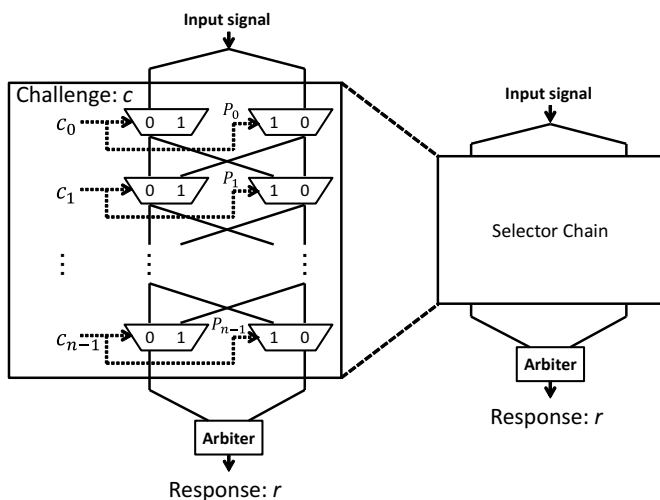 Input signal
Challenge: c
c₀ 0 1 P₀ 1 0
c₁ 0 1 P₁ 1 0
⋮ ⋮ ⋮
cₙ₋₁ 0 1 Pₙ₋₁ 1 0
Arbiter
Response: r
Input signal
Selector Chain
Arbiter
Response: r